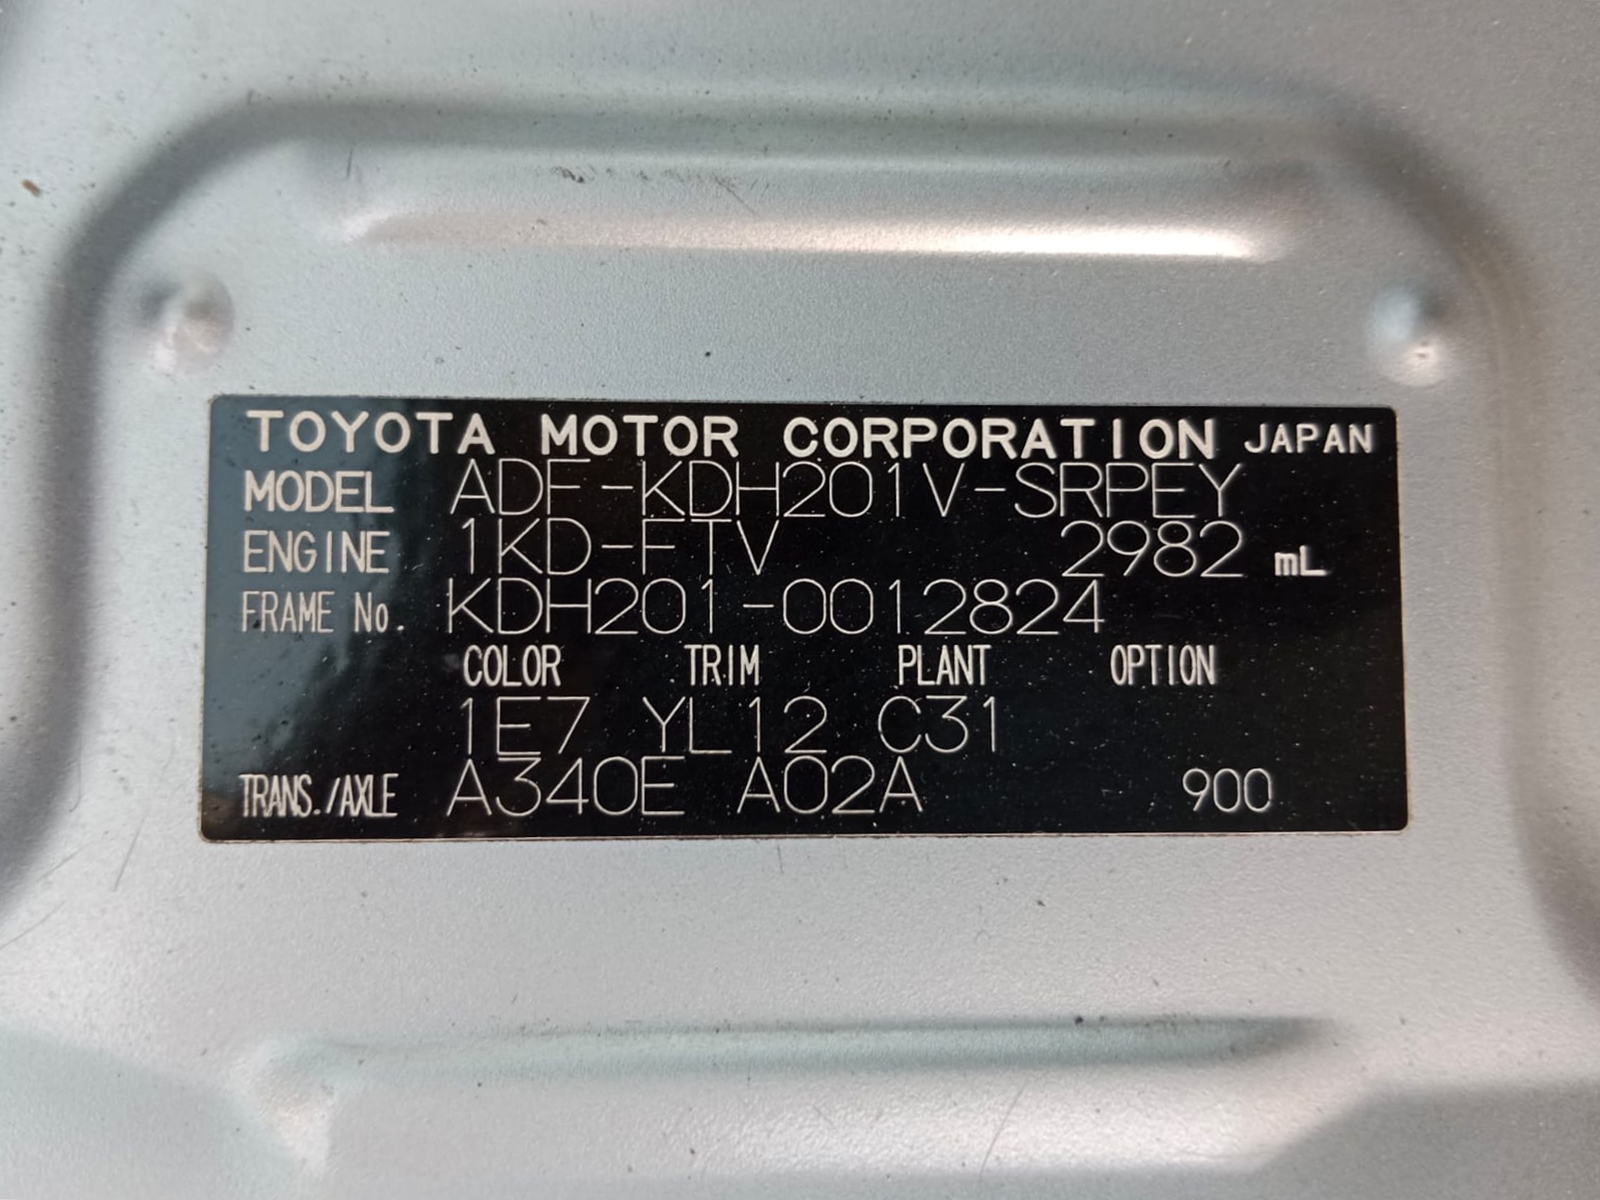 TOYOTA MOTOR CORPORATION JAPAN
MODEL ADF-KDH201V-SRPEY
ENGINE 1KD-FTV 2982 mL
FRAME No. KDH201-0012824
COLOR TRIM PLANT OPTION
1E7 YL12 C31
TRANS./AXLE A340E A02A 900